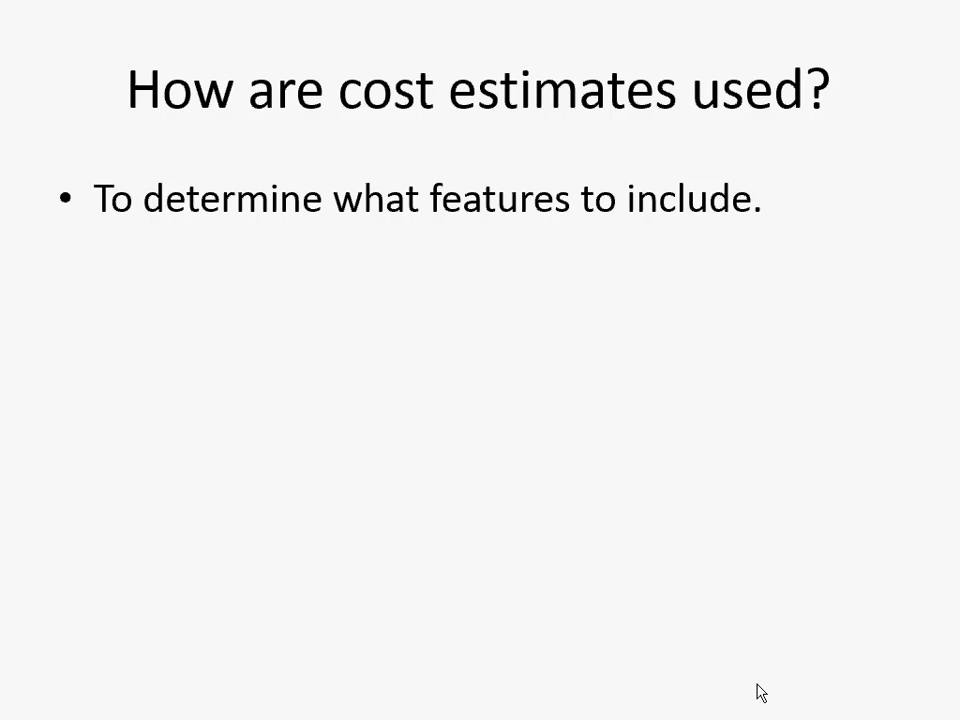 How are cost estimates used?
• To determine what features to include.